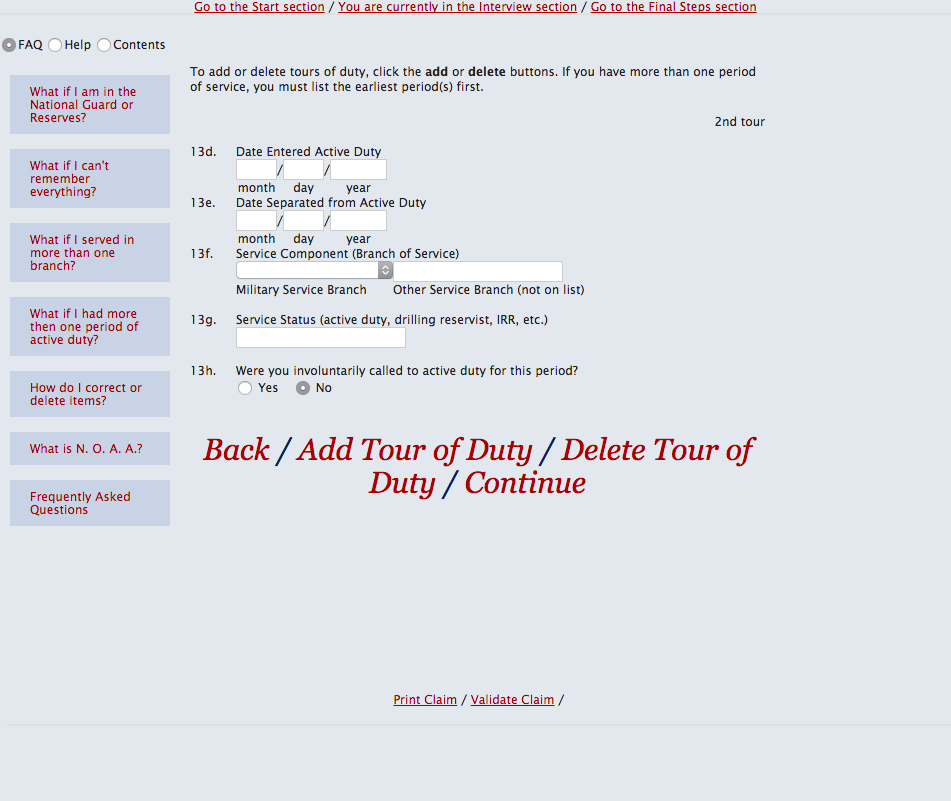 Go to the Start section / You are currently in the Interview section / Go to the Final Steps section
FAQ Help Contents
What if I am in the
National Guard or
Reserves?
What if I can't
remember
everything?
What if I served in
more than one
branch?
What if I had more
then one period of
active duty?
How do I correct or
delete items?
What is N. O. A. A.?
Frequently Asked
Questions
To add or delete tours of duty, click the add or delete buttons. If you have more than one period
of service, you must list the earliest period(s) first.
2nd tour
13d. Date Entered Active Duty
/ /
month day year
13e. Date Separated from Active Duty
/ /
month day year
13f. Service Component (Branch of Service)
Military Service Branch Other Service Branch (not on list)
13g. Service Status (active duty, drilling reservist, IRR, etc.)
13h. Were you involuntarily called to active duty for this period?
Yes No
Back / Add Tour of Duty / Delete Tour of
Duty / Continue
Print Claim / Validate Claim /